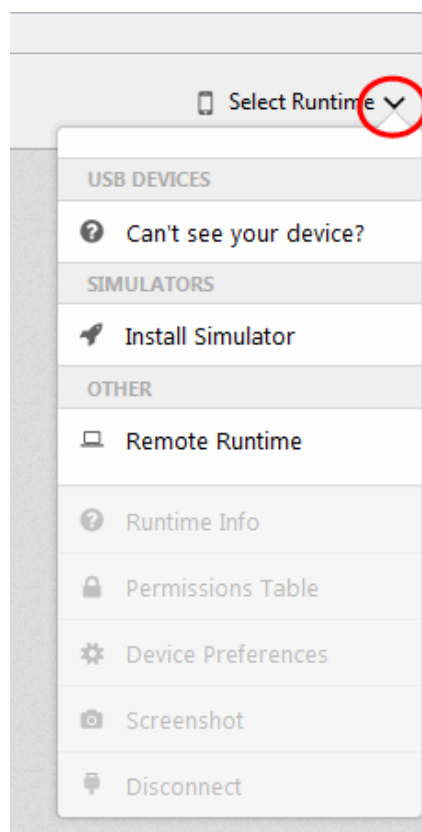 Select Runtime
USB DEVICES
Can't see your device?
SIMULATORS
Install Simulator
OTHER
Remote Runtime
Runtime Info
Permissions Table
Device Preferences
Screenshot
Disconnect